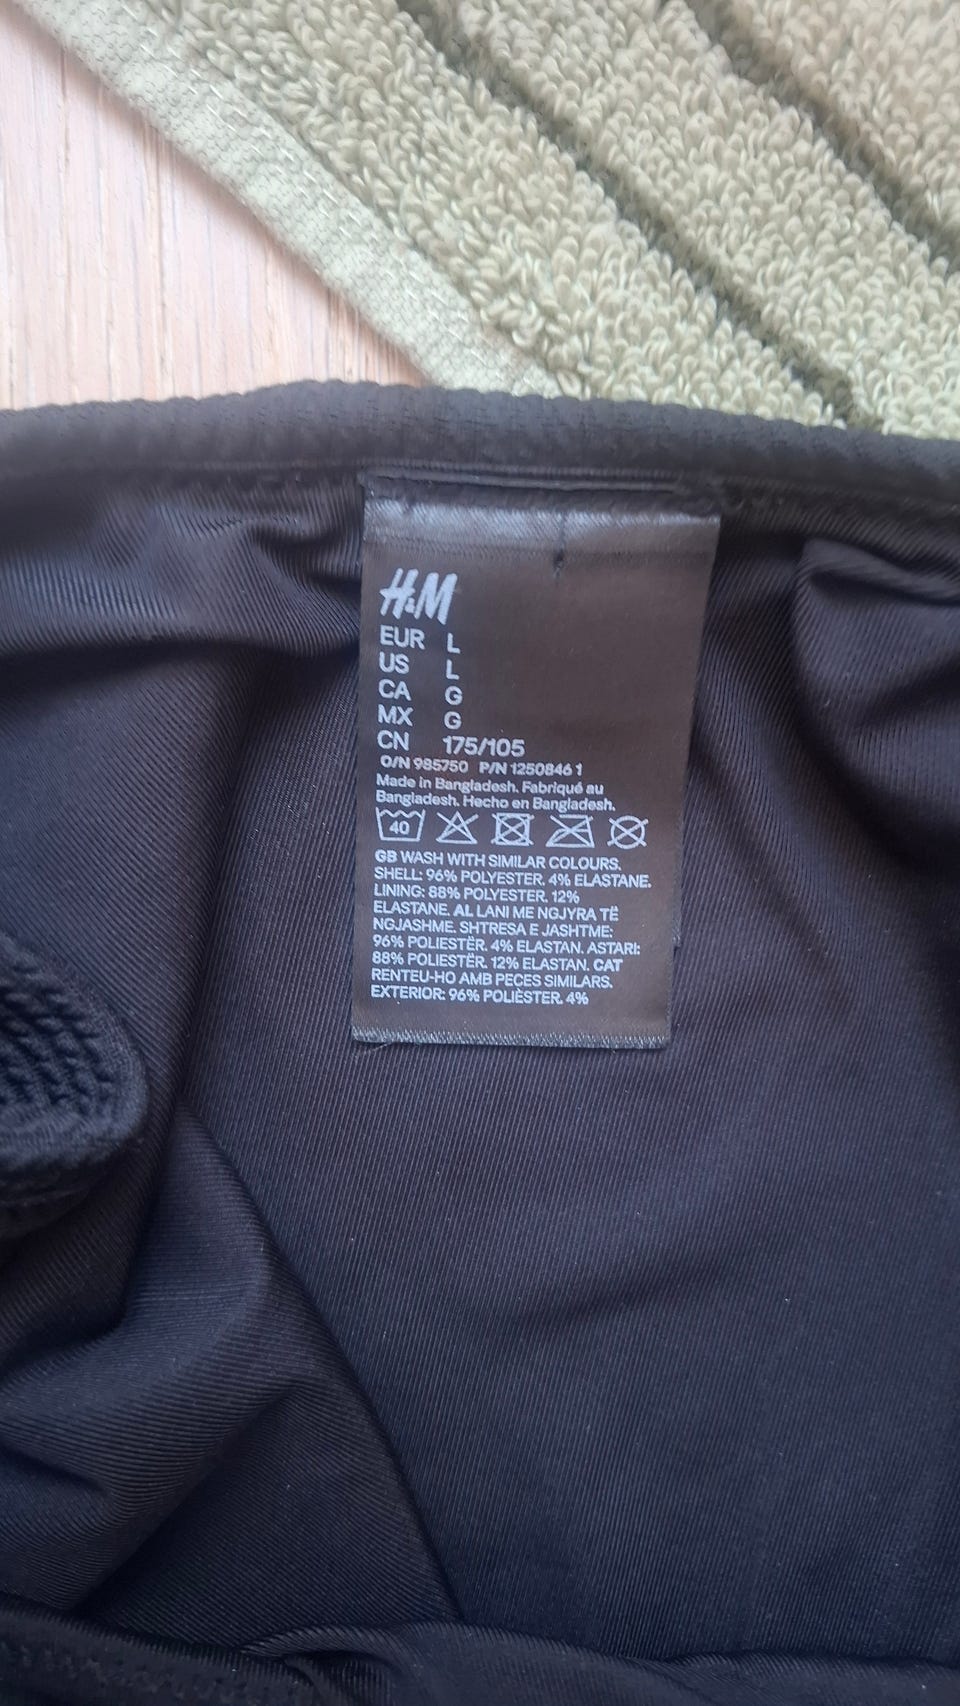 H&M
EUR L
US L
CA G
MX G
CN 175/105
O/N 985750 P/N 1250846 1
Made in Bangladesh. Fabriqué au
Bangladesh. Hecho en Bangladesh.
40
GB WASH WITH SIMILAR COLOURS.
SHELL: 96% POLYESTER. 4% ELASTANE.
LINING: 88% POLYESTER. 12%
ELASTANE. AL LANI ME NGJYRA TË
NGJASHME. SHTRESA E JASHTME:
96% POLIESTËR. 4% ELASTAN. ASTARI:
88% POLIESTËR. 12% ELASTAN. CAT
RENTEU-HO AMB PECES SIMILARS.
EXTERIOR: 96% POLIÈSTER. 4%